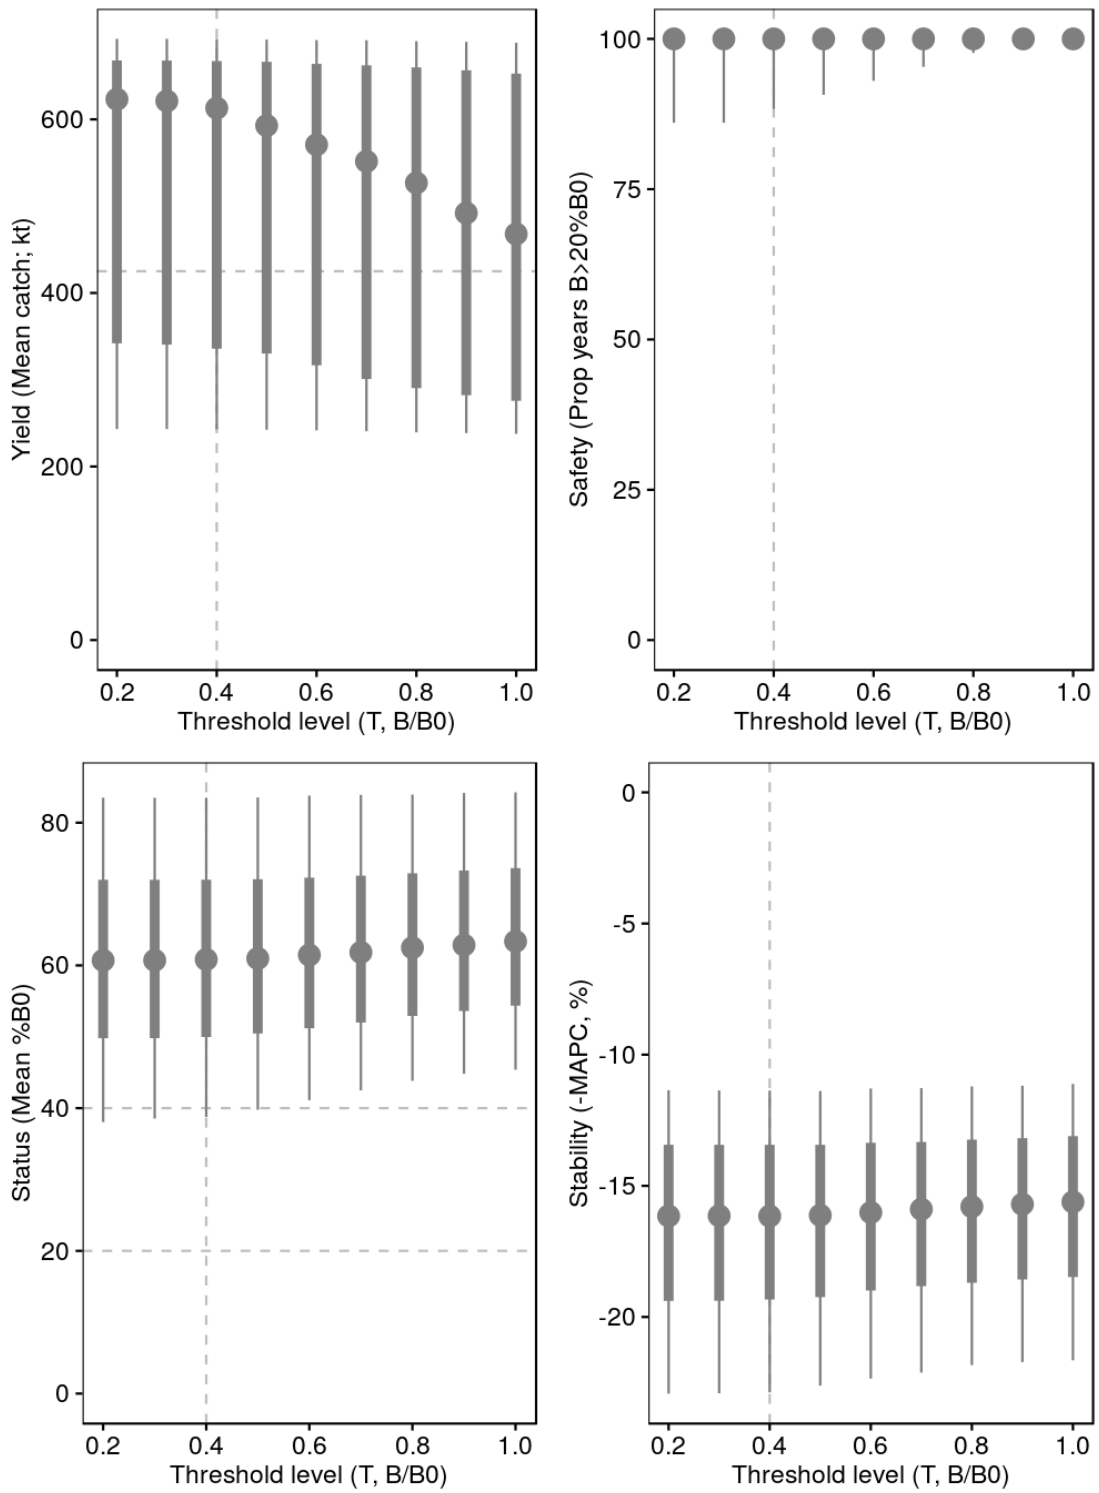 Yield (Mean catch; kt)
600
400
200
0
0.2 0.4 0.6 0.8 1.0
Threshold level (T, B/B0)
Safety (Prop years B>20%B0)
100
75
50
25
0
0.2 0.4 0.6 0.8 1.0
Threshold level (T, B/B0)
Status (Mean %B0)
80
60
40
20
0
0.2 0.4 0.6 0.8 1.0
Threshold level (T, B/B0)
Stability (-MAPC, %)
0
-5
-10
-15
-20
0.2 0.4 0.6 0.8 1.0
Threshold level (T, B/B0)